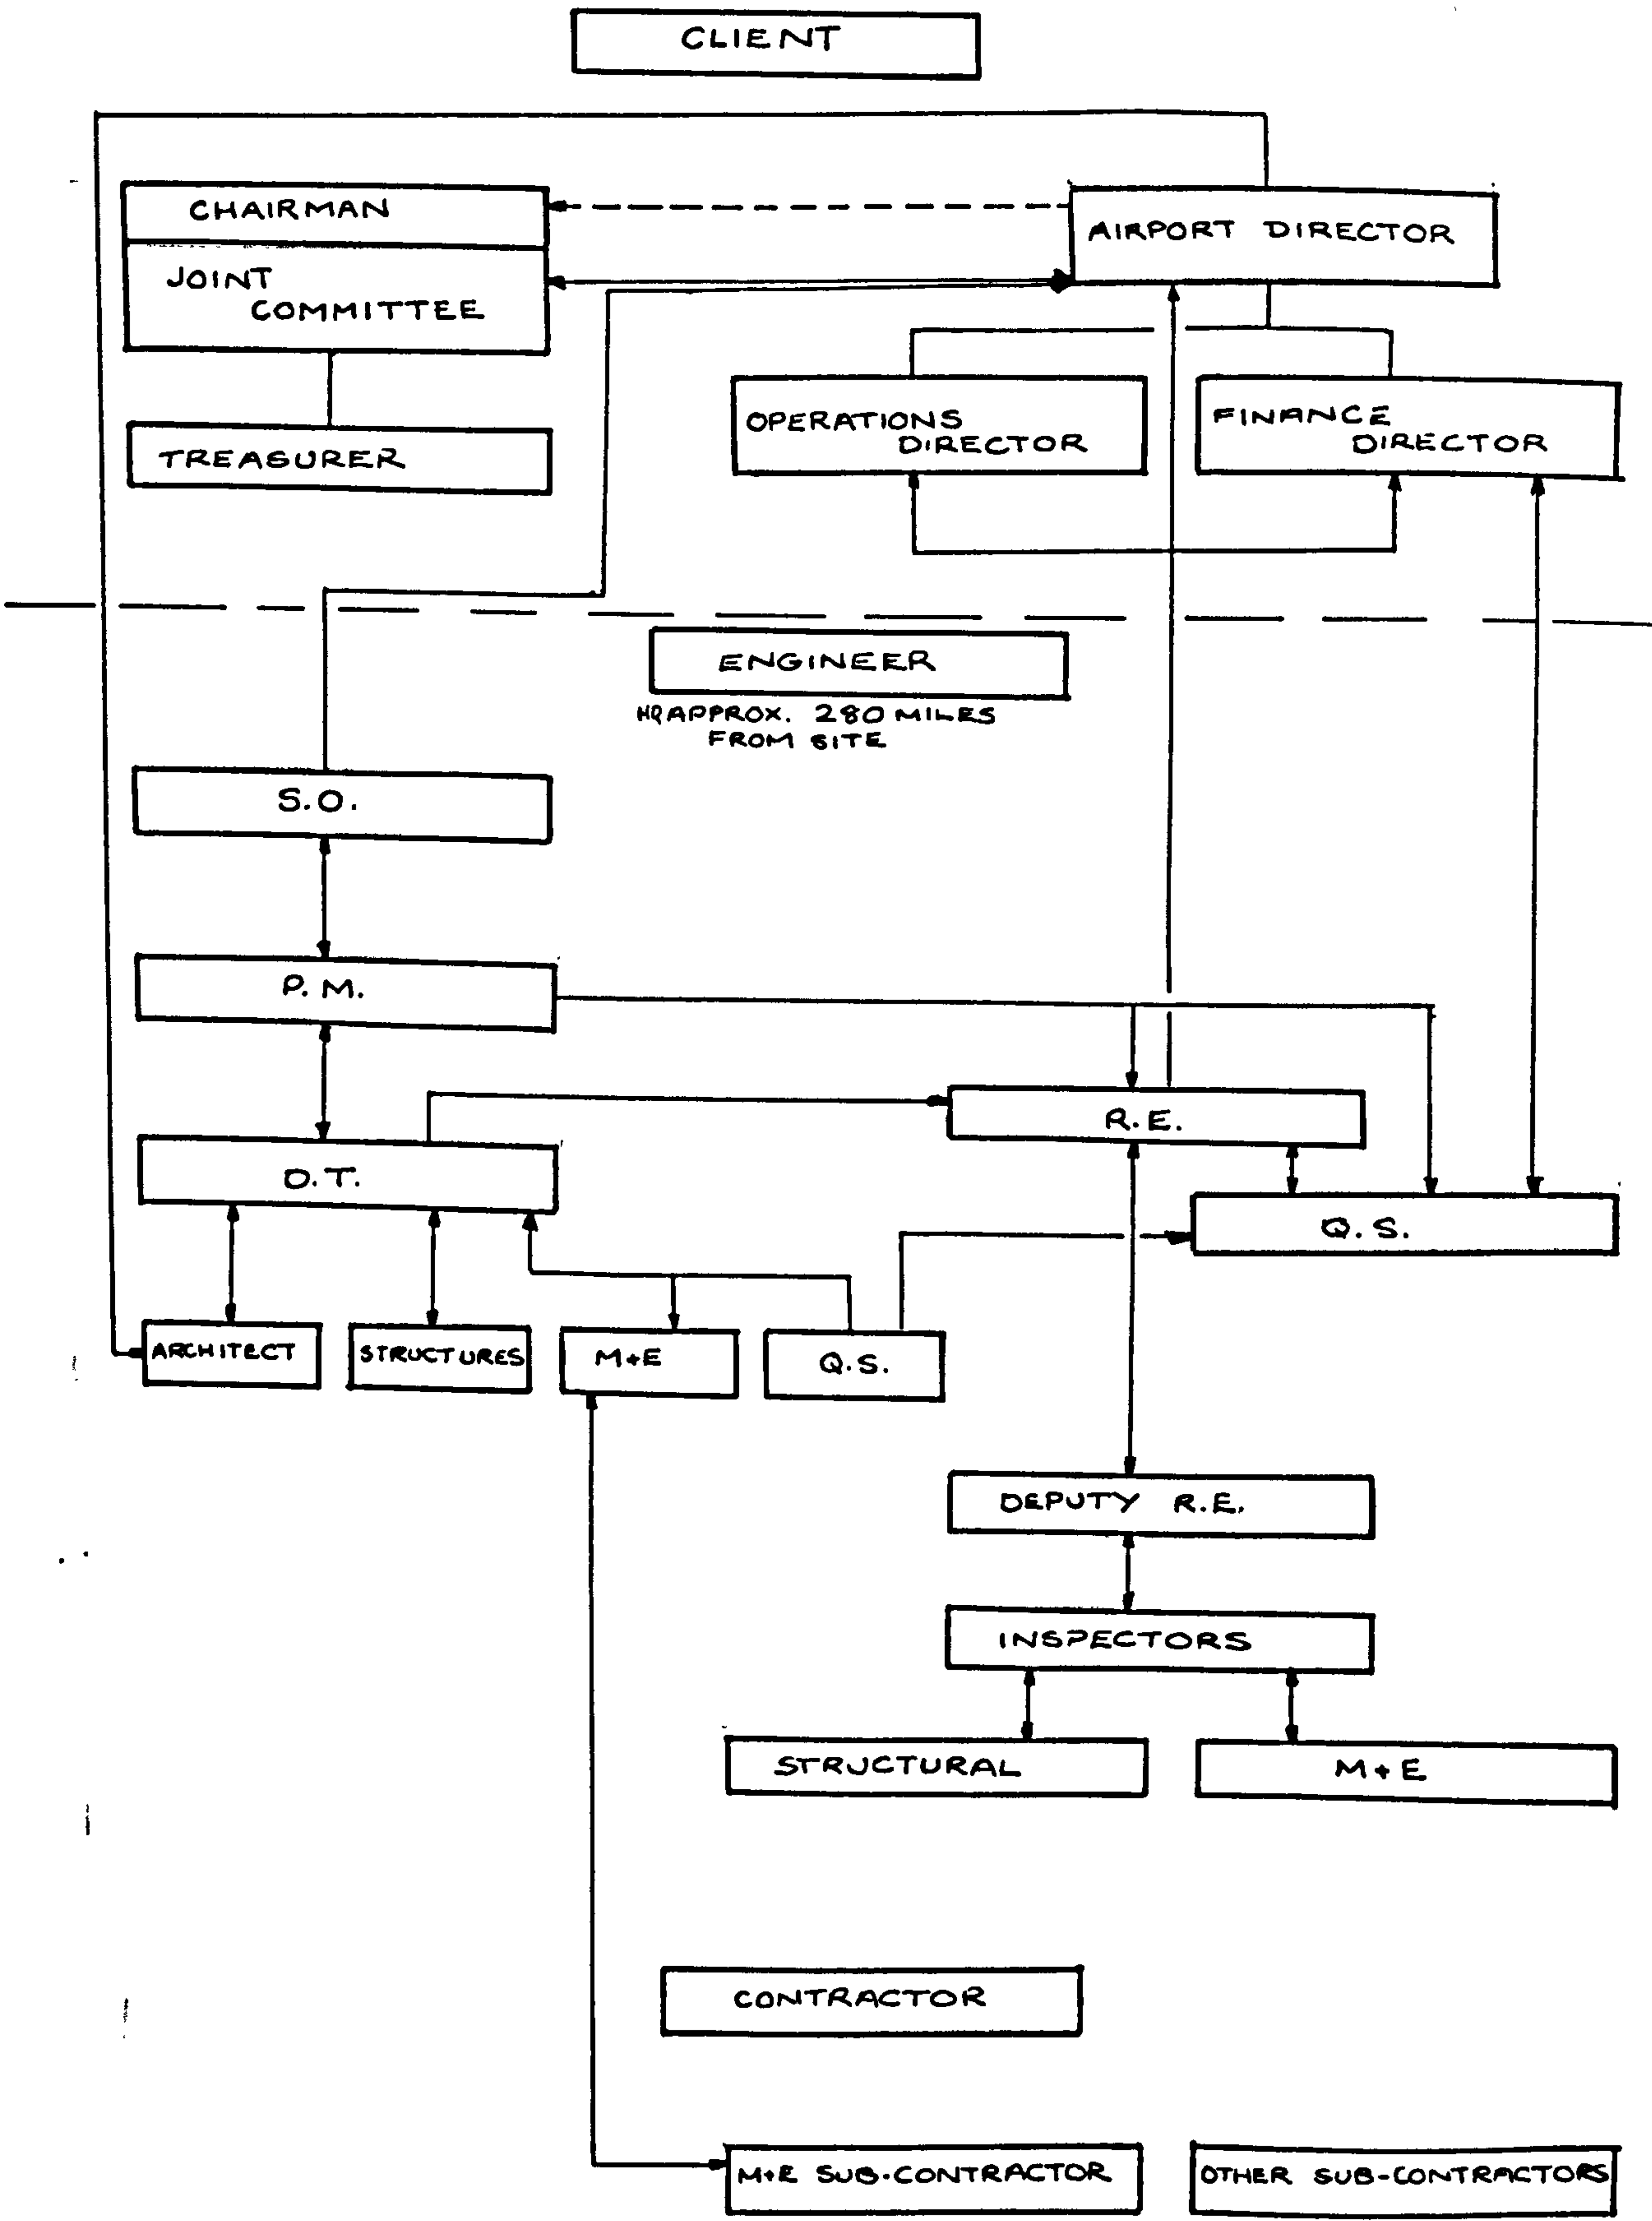 CLIENT
CHAIRMAN
AIRPORT DIRECTOR
JOINT
COMMITTEE
OPERATIONS
DIRECTOR
FINANCE
DIRECTOR
TREASURER
ENGINEER
HQ APPROX. 280 MILES
FROM SITE
S.O.
P.M.
R.E.
D.T.
Q.S.
ARCHITECT
STRUCTURES
M+E
Q.S.
DEPUTY R.E.
INSPECTORS
STRUCTURAL
M+E
CONTRACTOR
M+E SUB-CONTRACTOR
OTHER SUB-CONTRACTORS